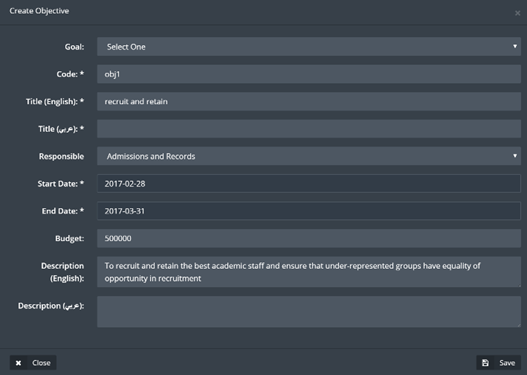 Create Objective
Goal: Select One
Code: * obj1
Title (English): * recruit and retain
Title (عربي): *
Responsible Admissions and Records
Start Date: * 2017-02-28
End Date: * 2017-03-31
Budget: 500000
Description (English): To recruit and retain the best academic staff and ensure that under-represented groups have equality of
opportunity in recruitment
Description (عربي):
Close Save